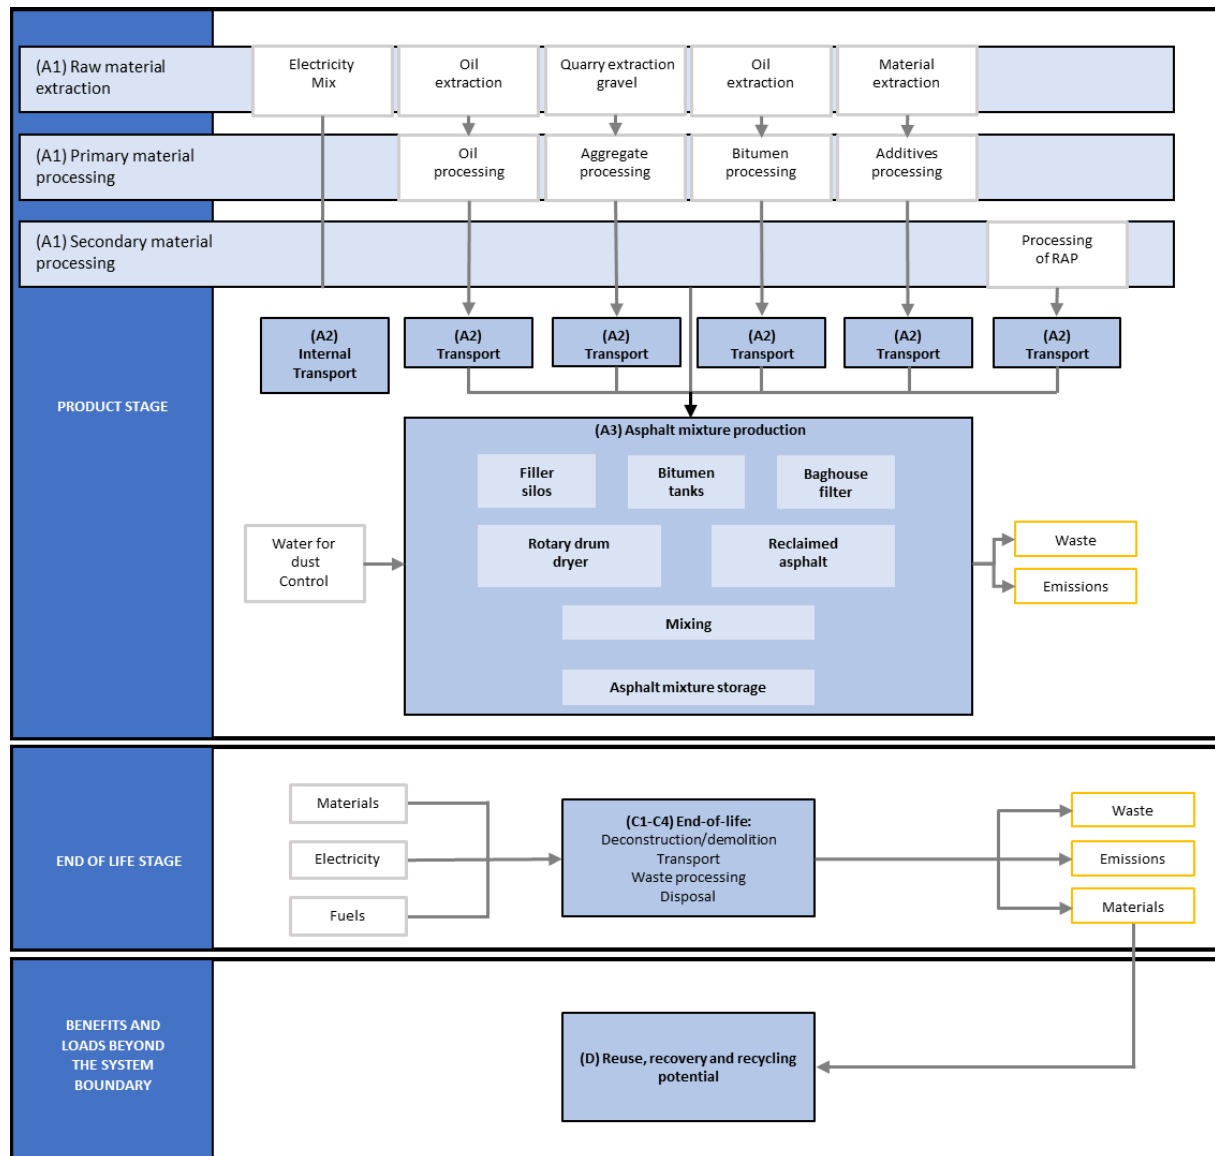 (A1) Raw material
extraction
Electricity
Mix
Oil
extraction
Quarry extraction
gravel
Oil
extraction
Material
extraction
(A1) Primary material
processing
Oil
processing
Aggregate
processing
Bitumen
processing
Additives
processing
(A1) Secondary material
processing
Processing
of RAP
(A2)
Internal
Transport
(A2)
Transport
(A2)
Transport
(A2)
Transport
(A2)
Transport
(A2)
Transport
PRODUCT STAGE
(A3) Asphalt mixture production
Filler
silos
Bitumen
tanks
Baghouse
filter
Water for
dust
Control
Rotary drum
dryer
Reclaimed
asphalt
Waste
Emissions
Mixing
Asphalt mixture storage
END OF LIFE STAGE
Materials
Electricity
Fuels
(C1-C4) End-of-life:
Deconstruction/demolition
Transport
Waste processing
Disposal
Waste
Emissions
Materials
BENEFITS AND
LOADS BEYOND
THE SYSTEM
BOUNDARY
(D) Reuse, recovery and recycling
potential